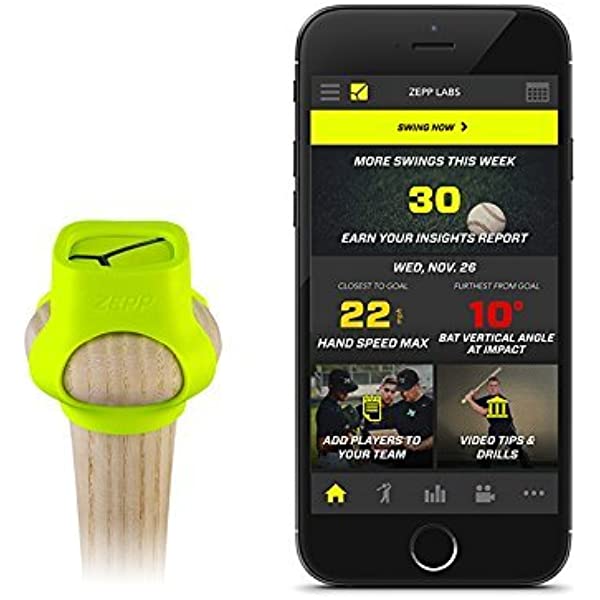 ZEPP
ZEPP LABS
SWING NOW >
MORE SWINGS THIS WEEK
30
EARN YOUR INSIGHTS REPORT
WED, NOV. 26
CLOSEST TO GOAL
22 mph
HAND SPEED MAX
FURTHEST FROM GOAL
10°
BAT VERTICAL ANGLE
AT IMPACT
ADD PLAYERS TO
YOUR TEAM
VIDEO TIPS &
DRILLS